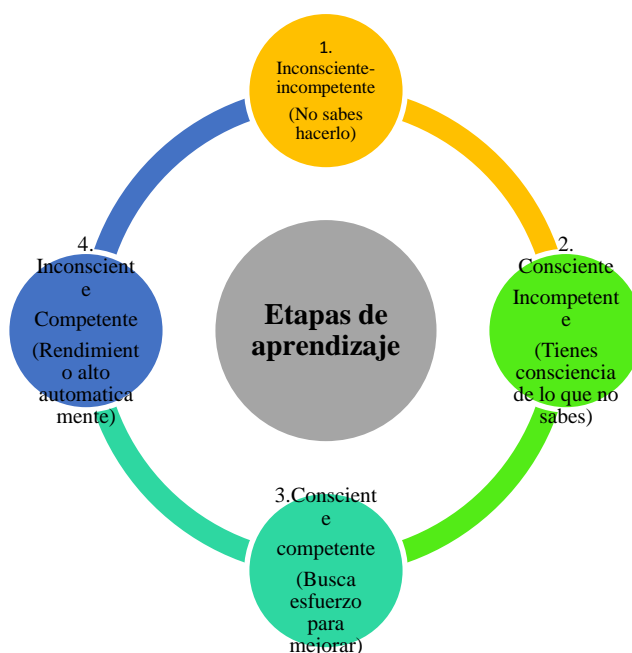 1.
Inconsciente-
incompetente
(No sabes
hacerlo)
2.
Consciente
Incompetent
e
(Tienes
consciencia
de lo que no
sabes)
3.Conscient
e
competente
(Busca
esfuerzo
para
mejorar)
4.
Inconscient
e
Competente
(Rendimient
o alto
automatica
mente)
Etapas de
aprendizaje